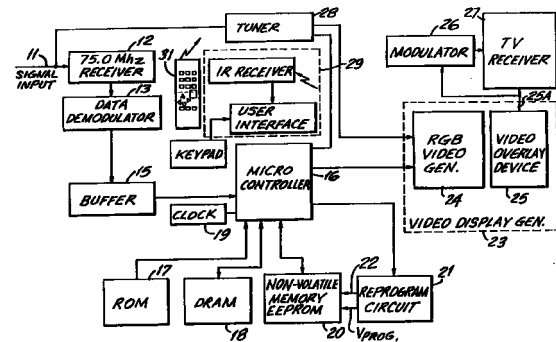 TUNER
28
11
SIGNAL INPUT
12
75.0 Mhz RECEIVER
13
DATA DEMODULATOR
31
IR RECEIVER
29
USER INTERFACE
KEYPAD
26
MODULATOR
27
TV RECEIVER
25A
RGB VIDEO GEN.
24
VIDEO OVERLAY DEVICE
25
VIDEO DISPLAY GEN.
23
15
BUFFER
MICRO CONTROLLER
16
CLOCK
19
17
ROM
DRAM
18
NON-VOLATILE MEMORY EEPROM
20
22
VPROG.
REPROGRAM CIRCUIT
21